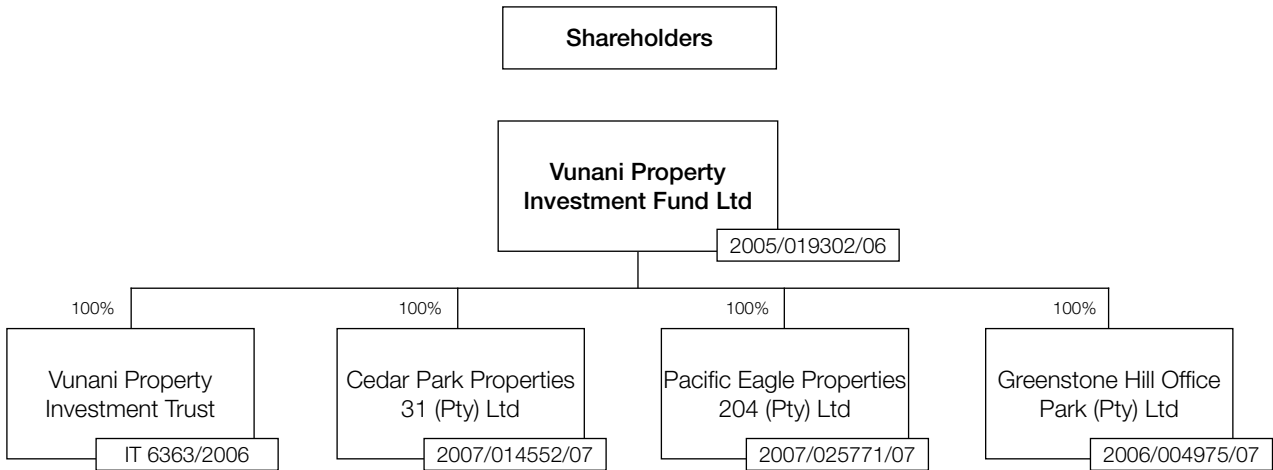 Shareholders
Vunani Property
Investment Fund Ltd
2005/019302/06
100%
100%
100%
100%
Vunani Property
Investment Trust
IT 6363/2006
Cedar Park Properties
31 (Pty) Ltd
2007/014552/07
Pacific Eagle Properties
204 (Pty) Ltd
2007/025771/07
Greenstone Hill Office
Park (Pty) Ltd
2006/004975/07